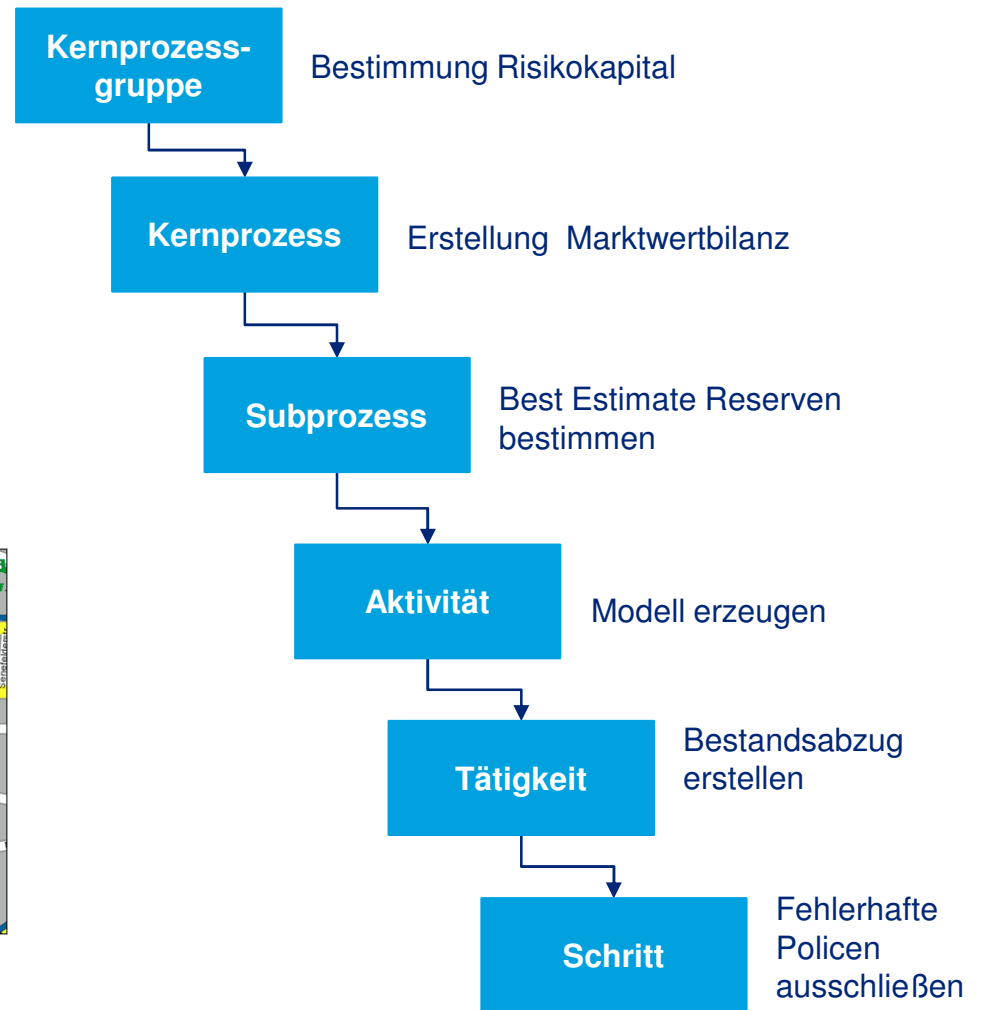 Kernprozess-
gruppe
Bestimmung Risikokapital
Kernprozess
Erstellung Marktwertbilanz
Subprozess
Best Estimate Reserven
bestimmen
Aktivität
Modell erzeugen
Tätigkeit
Bestandsabzug
erstellen
Schritt
Fehlerhafte
Policen
ausschließen